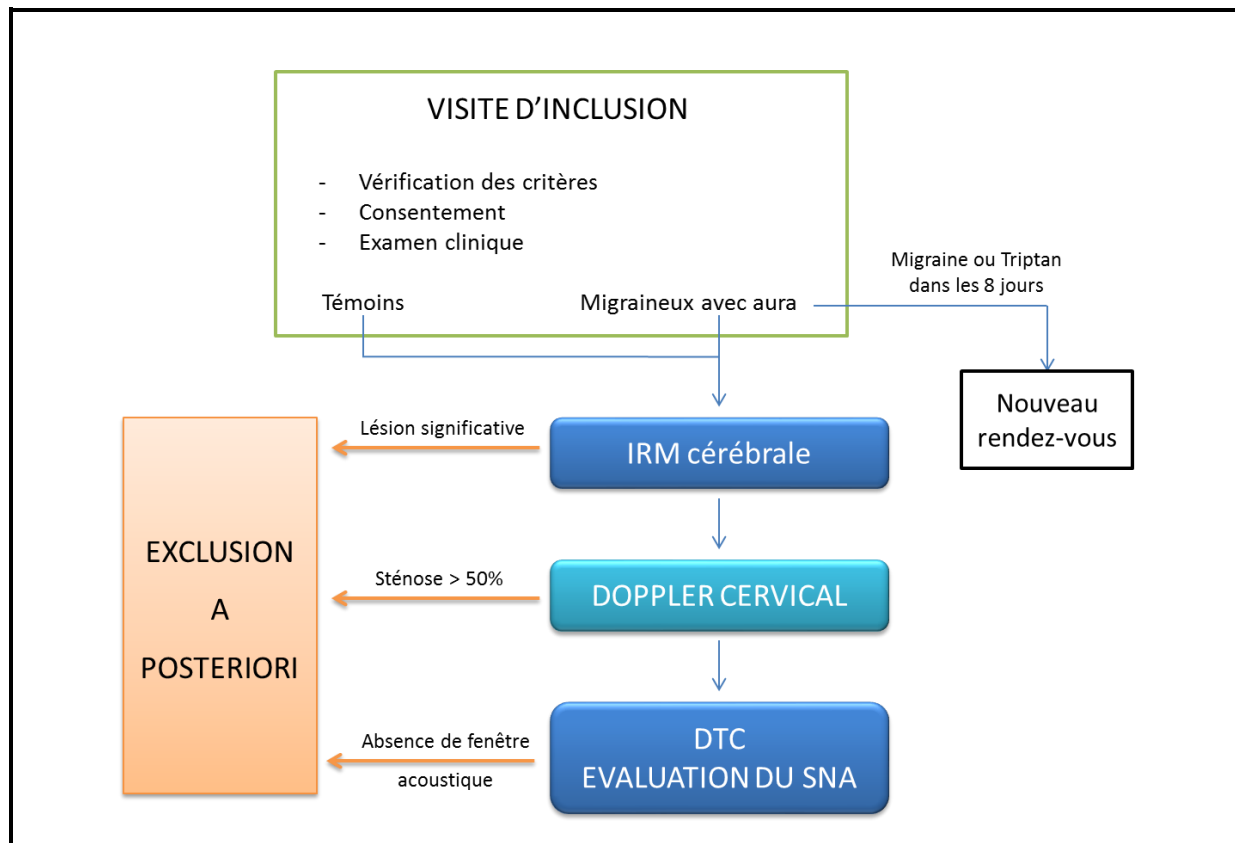 VISITE D'INCLUSION
- Vérification des critères
- Consentement
- Examen clinique
Témoins
Migraineux avec aura
Migraine ou Triptan
dans les 8 jours
Nouveau
rendez-vous
Lésion significative
IRM cérébrale
EXCLUSION
A
POSTERIORI
Sténose > 50%
DOPPLER CERVICAL
Absence de fenêtre
acoustique
DTC
EVALUATION DU SNA